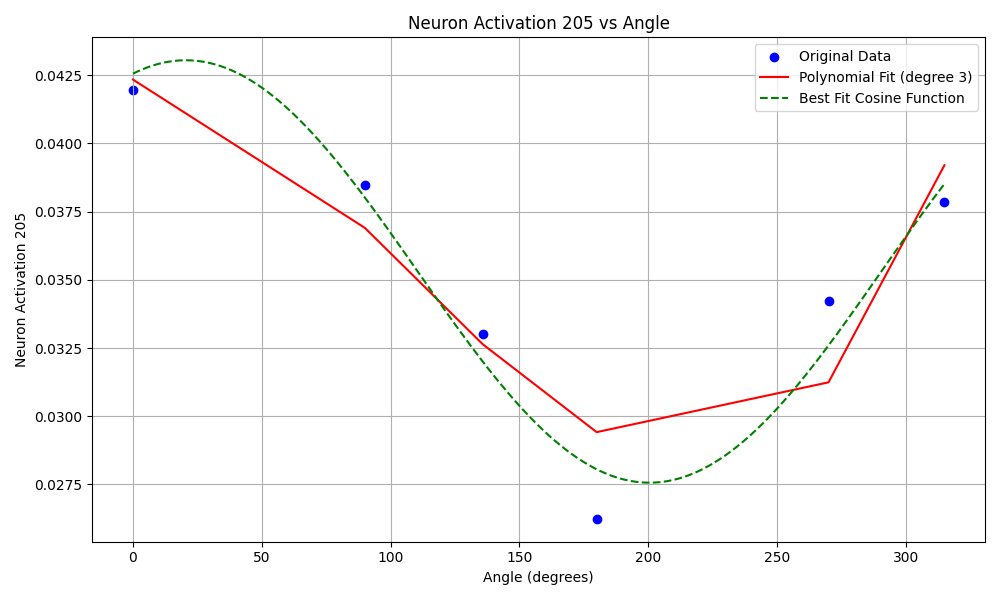 Neuron Activation 205 vs Angle
Original Data
Polynomial Fit (degree 3)
Best Fit Cosine Function
Neuron Activation 205
0.0425
0.0400
0.0375
0.0350
0.0325
0.0300
0.0275
0 50 100 150 200 250 300
Angle (degrees)